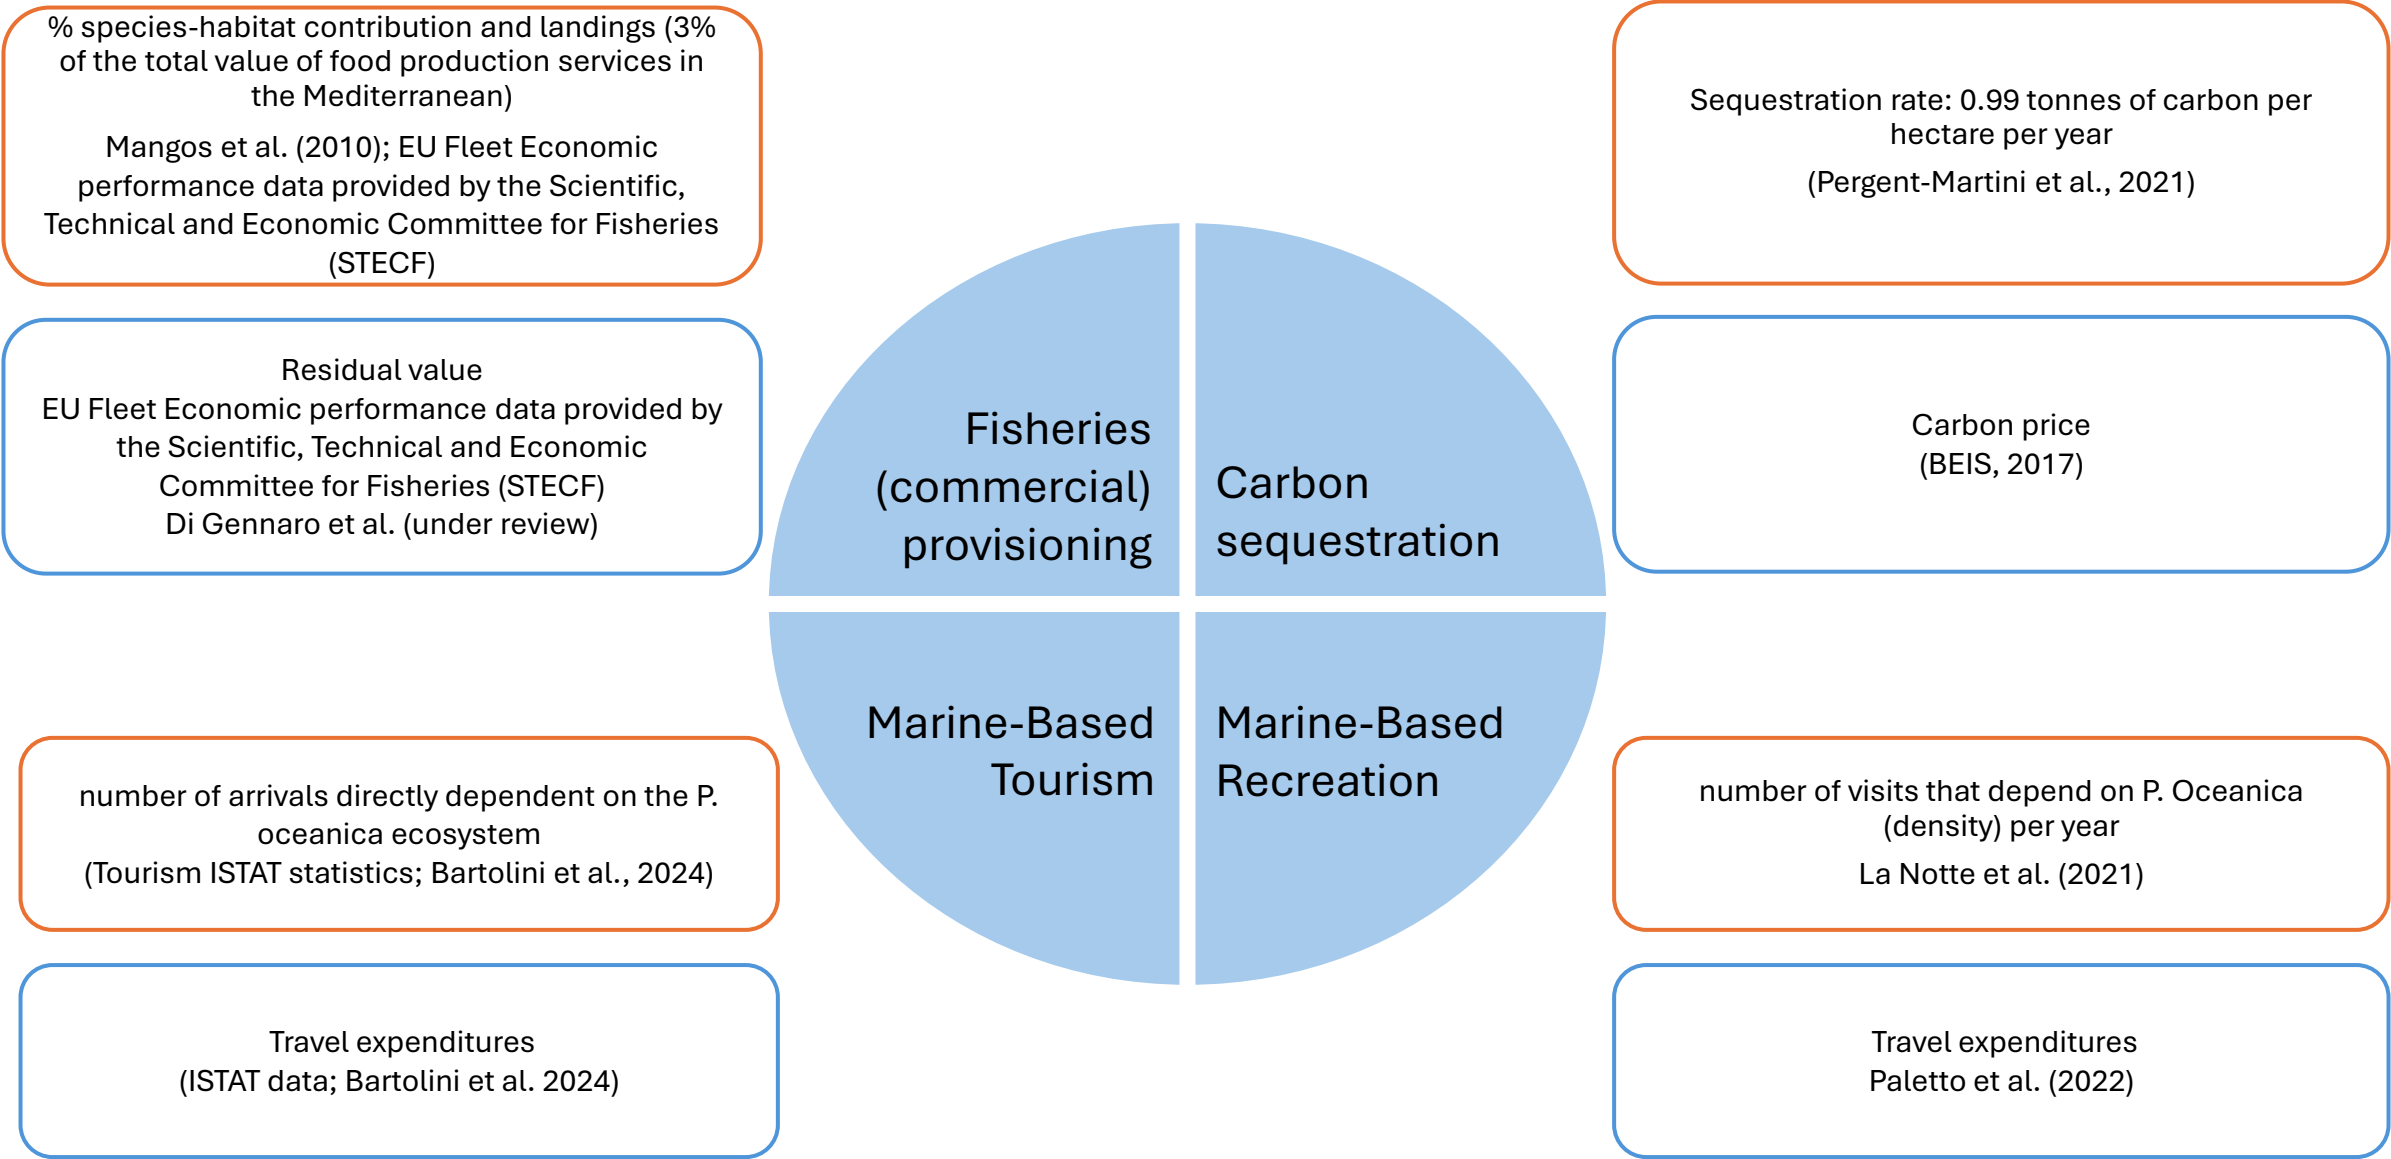 % species-habitat contribution and landings (3%
of the total value of food production services in
the Mediterranean)
Mangos et al. (2010); EU Fleet Economic
performance data provided by the Scientific,
Technical and Economic Committee for Fisheries
(STECF)
Residual value
EU Fleet Economic performance data provided by
the Scientific, Technical and Economic
Committee for Fisheries (STECF)
Di Gennaro et al. (under review)
Sequestration rate: 0.99 tonnes of carbon per
hectare per year
(Pergent-Martini et al., 2021)
Carbon price
(BEIS, 2017)
Fisheries
(commercial)
provisioning
Carbon
sequestration
Marine-Based
Tourism
Marine-Based
Recreation
number of arrivals directly dependent on the P.
oceanica ecosystem
(Tourism ISTAT statistics; Bartolini et al., 2024)
Travel expenditures
(ISTAT data; Bartolini et al. 2024)
number of visits that depend on P. Oceanica
(density) per year
La Notte et al. (2021)
Travel expenditures
Paletto et al. (2022)